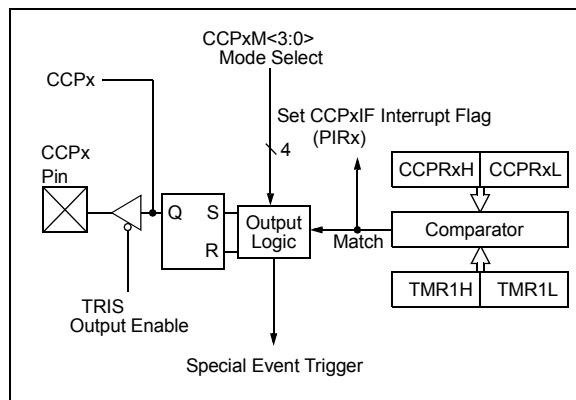 CCPxM<3:0>
Mode Select
CCPx
Set CCPxIF Interrupt Flag
(PIRx)
4
CCPx
Pin
CCPRxH CCPRxL
Q S
R
Output
Logic
Match
Comparator
TRIS
Output Enable
TMR1H TMR1L
Special Event Trigger